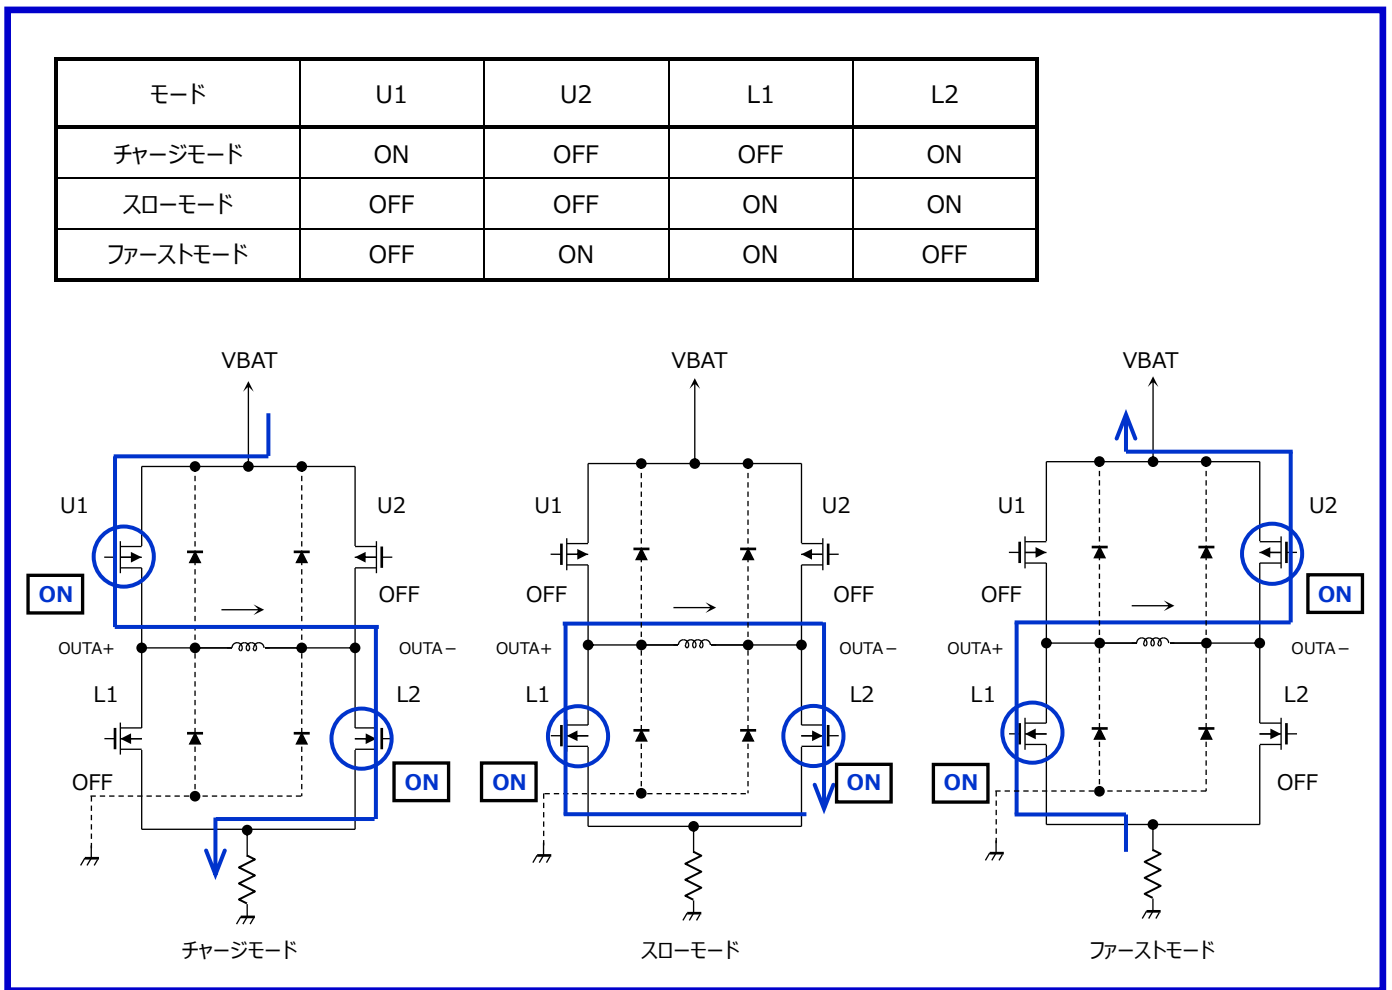 モード U1 U2 L1 L2
チャージモード ON OFF OFF ON
スローモード OFF OFF ON ON
ファーストモード OFF ON ON OFF
VBAT
U1 U2
ON
OFF
OUTA+ OUTA−
L1 L2
OFF
ON
チャージモード
VBAT
U1 U2
OFF OFF
OUTA+ OUTA−
L1 L2
ON ON
スローモード
VBAT
U1 U2
OFF ON
OUTA+ OUTA−
L1 L2
ON OFF
ファーストモード